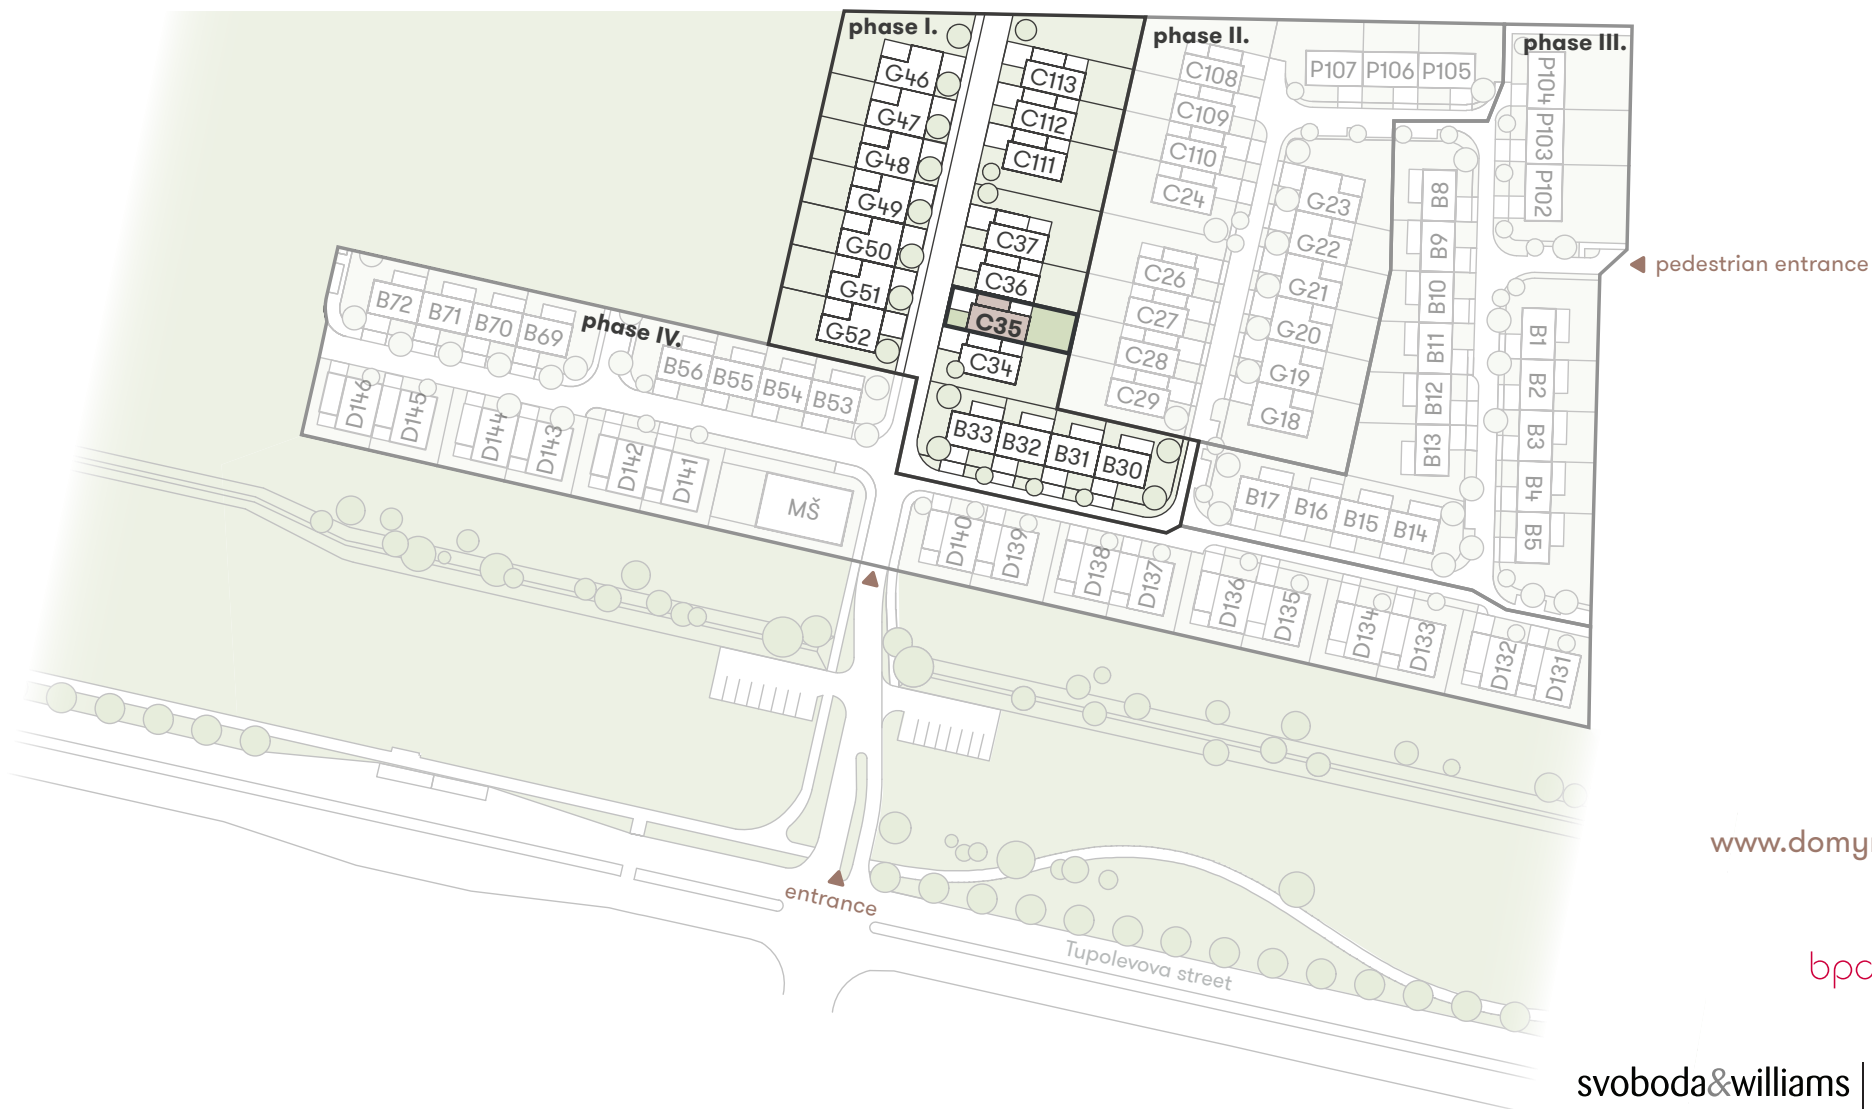 phase I.
phase II.
phase III.
phase IV.
G46
G47
G48
G49
G50
G51
G52
C113
C112
C111
C37
C36
C35
C34
B33 B32 B31 B30
C108
C109
C110
C24
C26
C27
C28
C29
P107 P106 P105
G23
G22
G21
G20
G19
G18
B17 B16 B15 B14
P104
P103
P102
B8
B9
B10
B11
B12
B13
B1
B2
B3
B4
B5
pedestrian entrance
B72 B71 B70 B69
B56 B55 B54 B53
D146 D145 D144 D143 D142 D141
MŠ
D140 D139 D138 D137 D136 D135 D134 D133 D132 D131
entrance
Tupolevova street
www.domy
bp
svoboda&williams